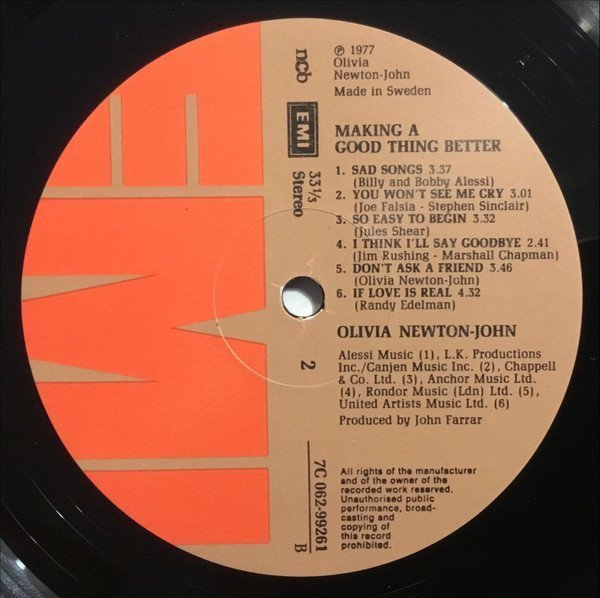 ℗ 1977
Olivia
Newton-John
Made in Sweden
ncb
EMI
33 1/3
Stereo
MAKING A
GOOD THING BETTER
1. SAD SONGS 3.37
(Billy and Bobby Alessi)
2. YOU WON'T SEE ME CRY 3.01
(Joe Falsia - Stephen Sinclair)
3. SO EASY TO BEGIN 3.32
(Jules Shear)
4. I THINK I'LL SAY GOODBYE 2.41
(Jim Rushing - Marshall Chapman)
5. DON'T ASK A FRIEND 3.46
(Olivia Newton-John)
6. IF LOVE IS REAL 4.32
(Randy Edelman)
OLIVIA NEWTON-JOHN
2
Alessi Music (1), L.K. Productions
Inc./Canjen Music Inc. (2), Chappell
& Co. Ltd. (3), Anchor Music Ltd.
(4), Rondor Music (Ldn) Ltd. (5),
United Artists Music Ltd. (6)
Produced by John Farrar
7C 062-99261
B
All rights of the manufacturer
and of the owner of the
recorded work reserved.
Unauthorised public
performance, broad-
casting and
copying of
this record
prohibited.
EMI